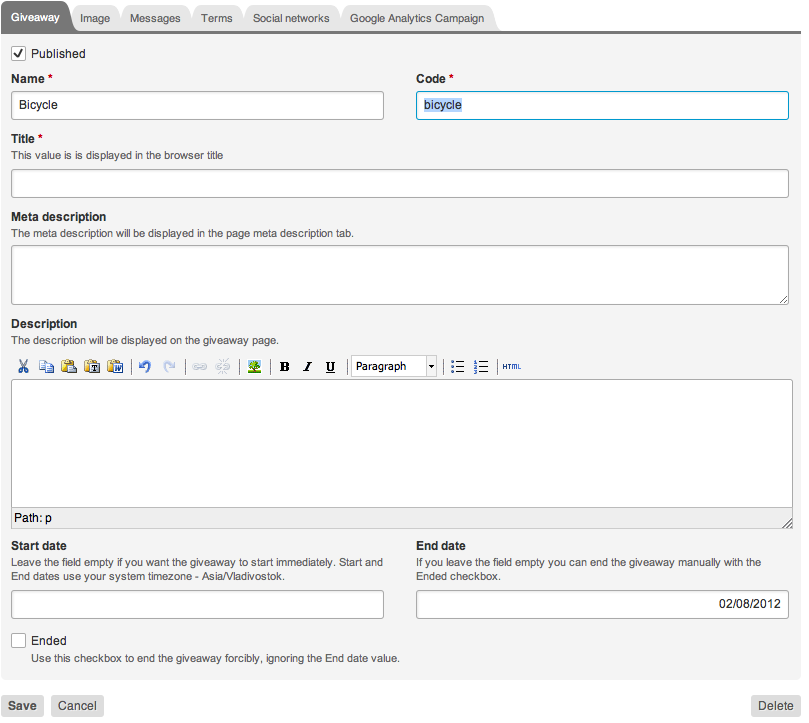 Giveaway Image Messages Terms Social networks Google Analytics Campaign
Published
Name * Code *
Bicycle bicycle
Title *
This value is is displayed in the browser title
Meta description
The meta description will be displayed in the page meta description tab.
Description
The description will be displayed on the giveaway page.
T W B I U Paragraph 1 2 3 HTML
Path: p
Start date End date
Leave the field empty if you want the giveaway to start immediately. Start and If you leave the field empty you can end the giveaway manually with the
End dates use your system timezone - Asia/Vladivostok. Ended checkbox.
02/08/2012
Ended
Use this checkbox to end the giveaway forcibly, ignoring the End date value.
Save Cancel Delete